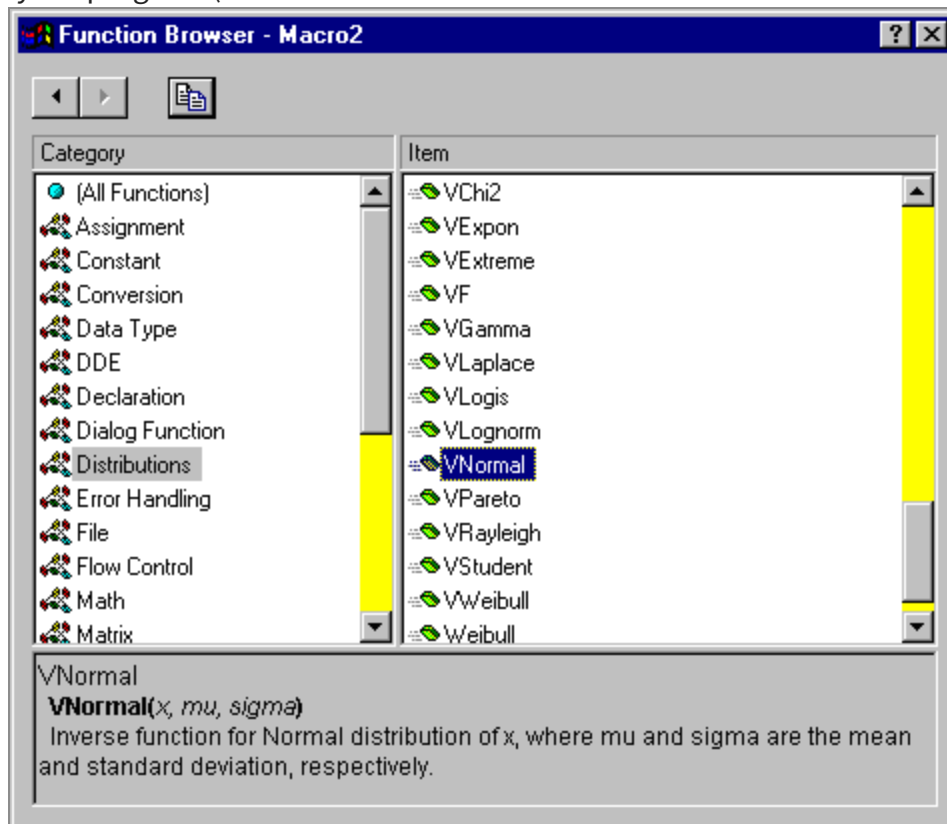 Function Browser - Macro2
Category
Item
(All Functions)
Assignment
Constant
Conversion
Data Type
DDE
Declaration
Dialog Function
Distributions
Error Handling
File
Flow Control
Math
Matrix
VChi2
VExpon
VExtreme
VF
VGamma
VLaplace
VLogis
VLognorm
VNormal
VPareto
VRayleigh
VStudent
VWeibull
Weibull
VNormal
VNormal(x, mu, sigma)
Inverse function for Normal distribution of x, where mu and sigma are the mean
and standard deviation, respectively.